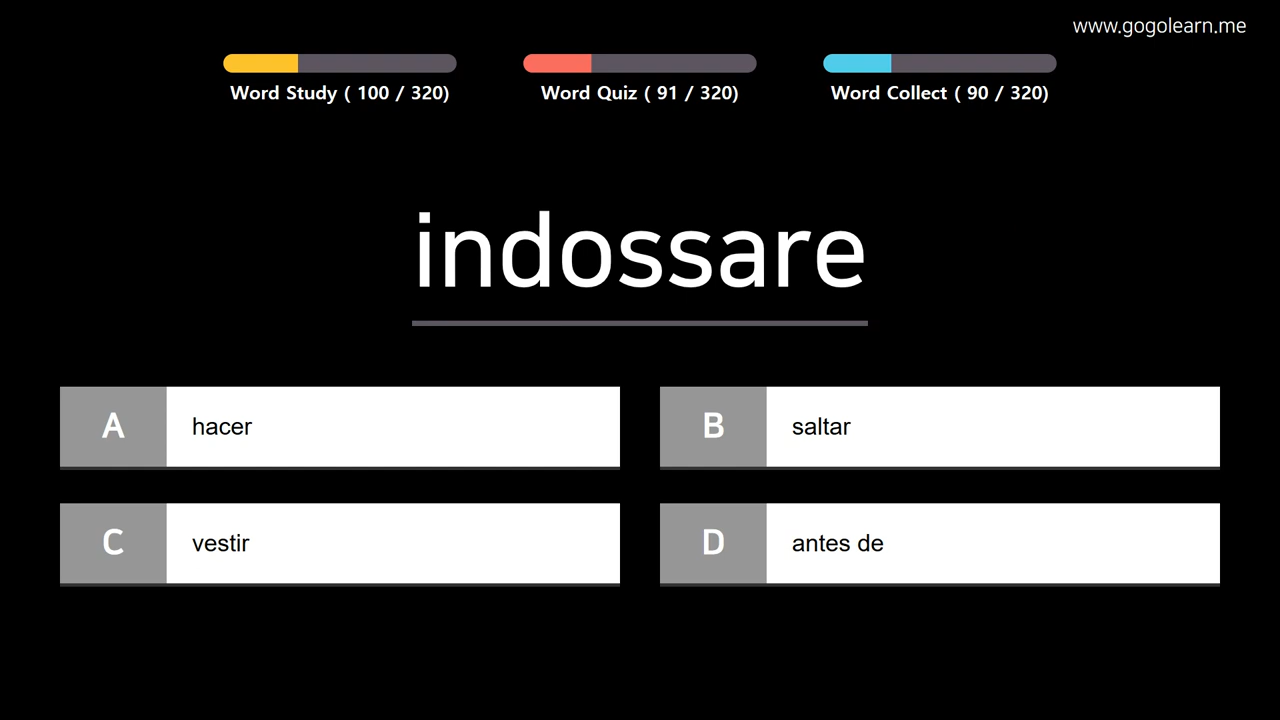 www.gogolearn.me
Word Study ( 100 / 320)
Word Quiz ( 91 / 320)
Word Collect ( 90 / 320)
indossare
A hacer
B saltar
C vestir
D antes de